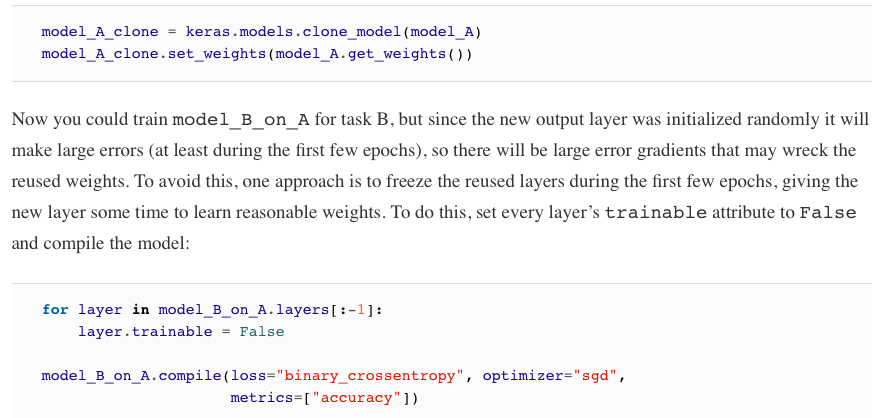 model_A_clone = keras.models.clone_model(model_A)
model_A_clone.set_weights(model_A.get_weights())
Now you could train model_B_on_A for task B, but since the new output layer was initialized randomly it will
make large errors (at least during the first few epochs), so there will be large error gradients that may wreck the
reused weights. To avoid this, one approach is to freeze the reused layers during the first few epochs, giving the
new layer some time to learn reasonable weights. To do this, set every layer’s trainable attribute to False
and compile the model:
for layer in model_B_on_A.layers[:-1]:
    layer.trainable = False
model_B_on_A.compile(loss="binary_crossentropy", optimizer="sgd",
                     metrics=["accuracy"])